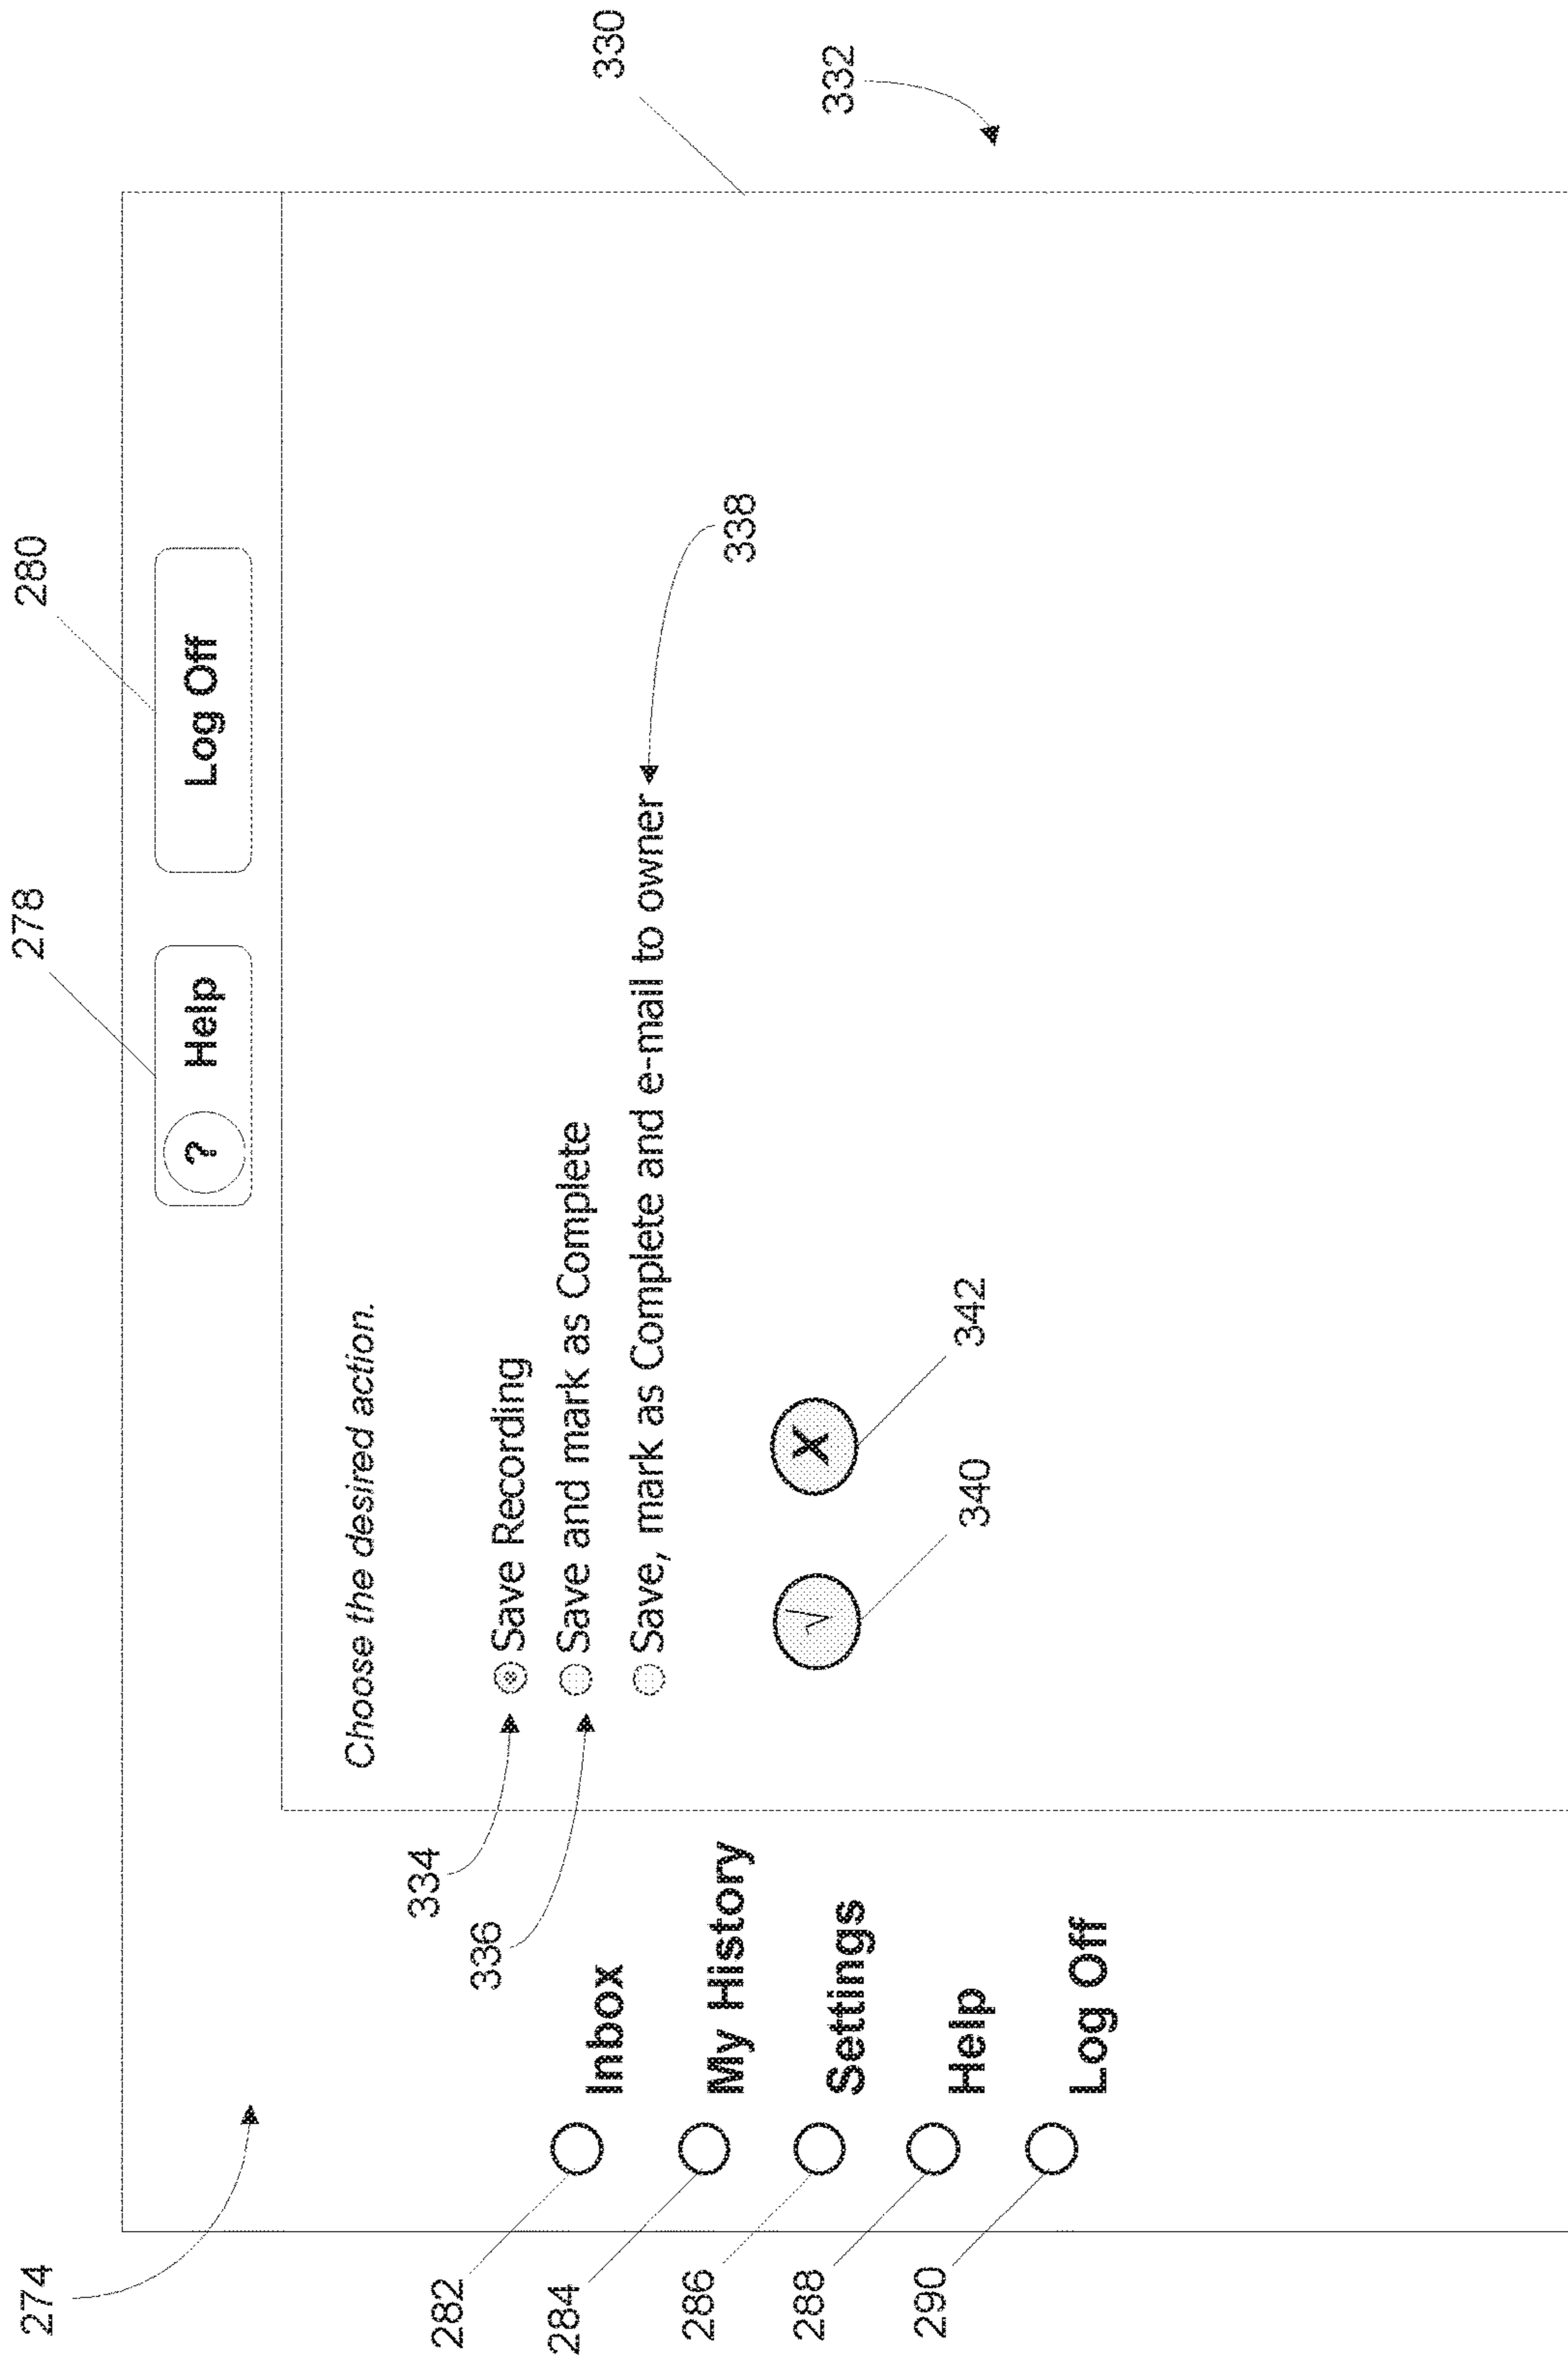 274
278
280
? Help
Log Off
330
332
Choose the desired action.
334
Save Recording
336
Save and mark as Complete
Save, mark as Complete and e-mail to owner
338
√
X
340
342
282
Inbox
284
My History
286
Settings
288
Help
290
Log Off